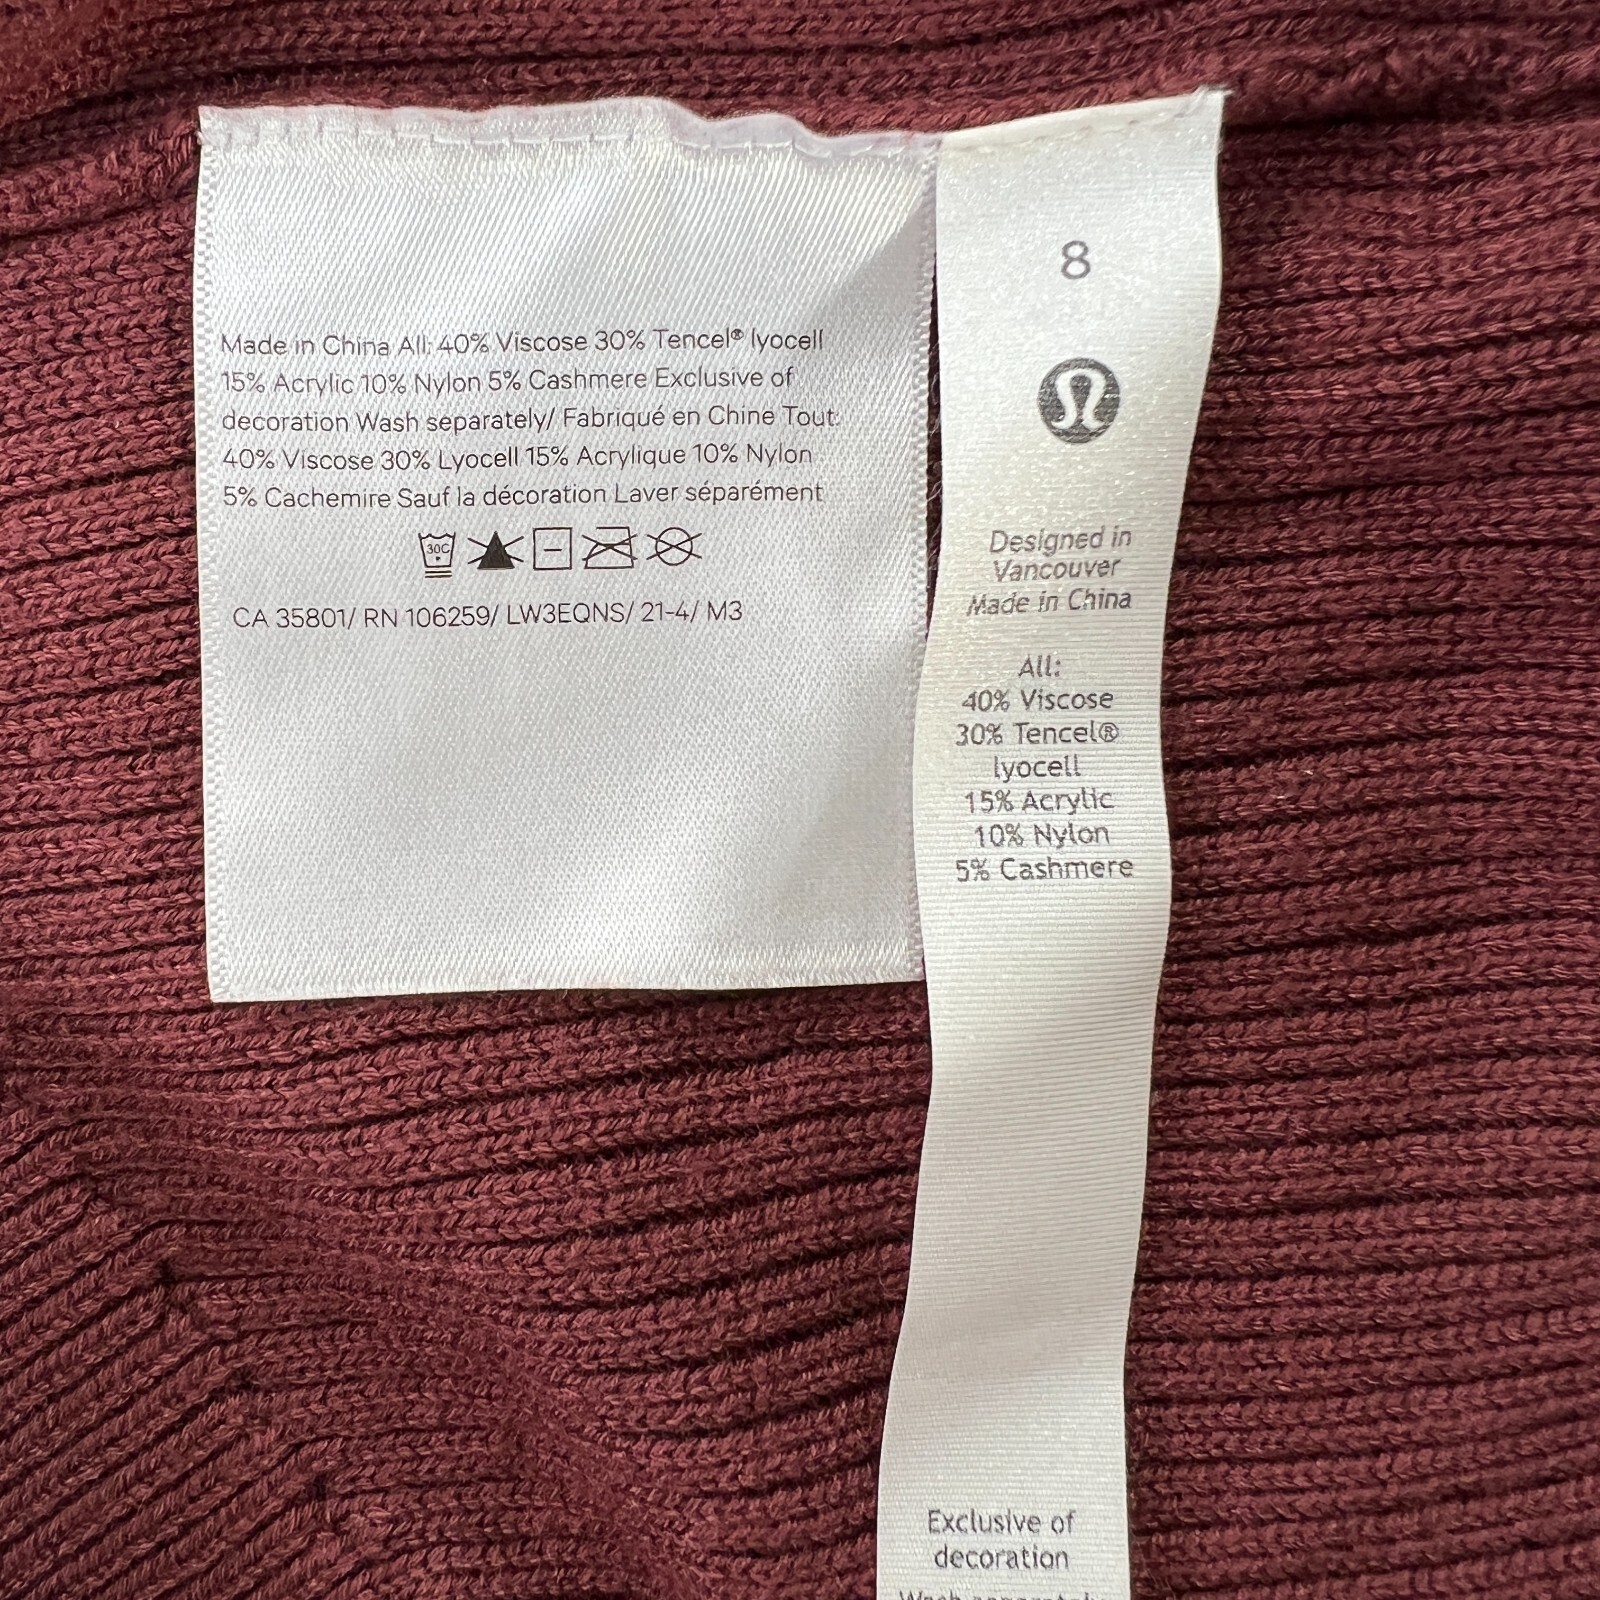 Made in China All: 40% Viscose 30% Tencel® lyocell
15% Acrylic 10% Nylon 5% Cashmere Exclusive of
decoration Wash separately/ Fabriqué en Chine Tout:
40% Viscose 30% Lyocell 15% Acrylique 10% Nylon
5% Cachemire Sauf la décoration Laver séparément
30C
CA 35801/ RN 106259/ LW3EQNS/ 21-4/ M3
8
Designed in
Vancouver
Made in China
All:
40% Viscose
30% Tencel®
lyocell
15% Acrylic
10% Nylon
5% Cashmere
Exclusive of
decoration